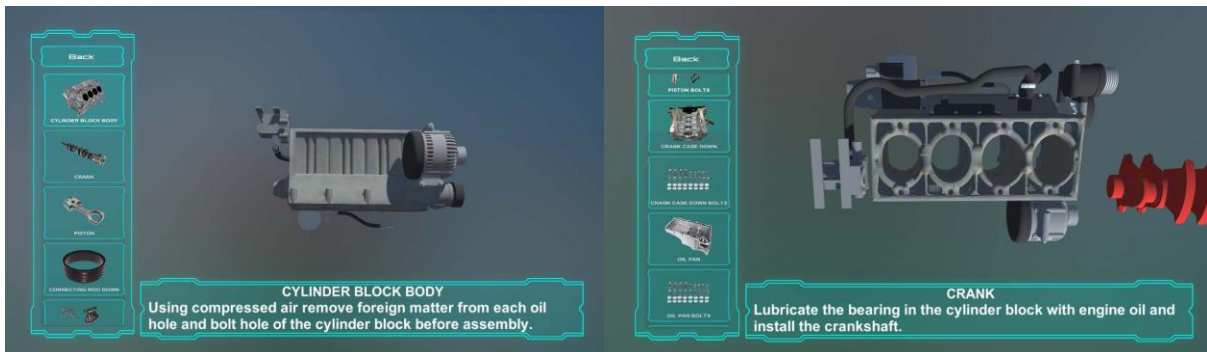 Back
CYLINDER BLOCK BODY
CRANK
PISTON
CONNECTING ROD DOWN
CYLINDER BLOCK BODY
Using compressed air remove foreign matter from each oil
hole and bolt hole of the cylinder block before assembly.
Back
PISTON BOLTS
CRANK CASE DOWN
CRANK CASE DOWN BOLTS
OIL PAN
OIL PAN BOLTS
CRANK
Lubricate the bearing in the cylinder block with engine oil and
install the crankshaft.